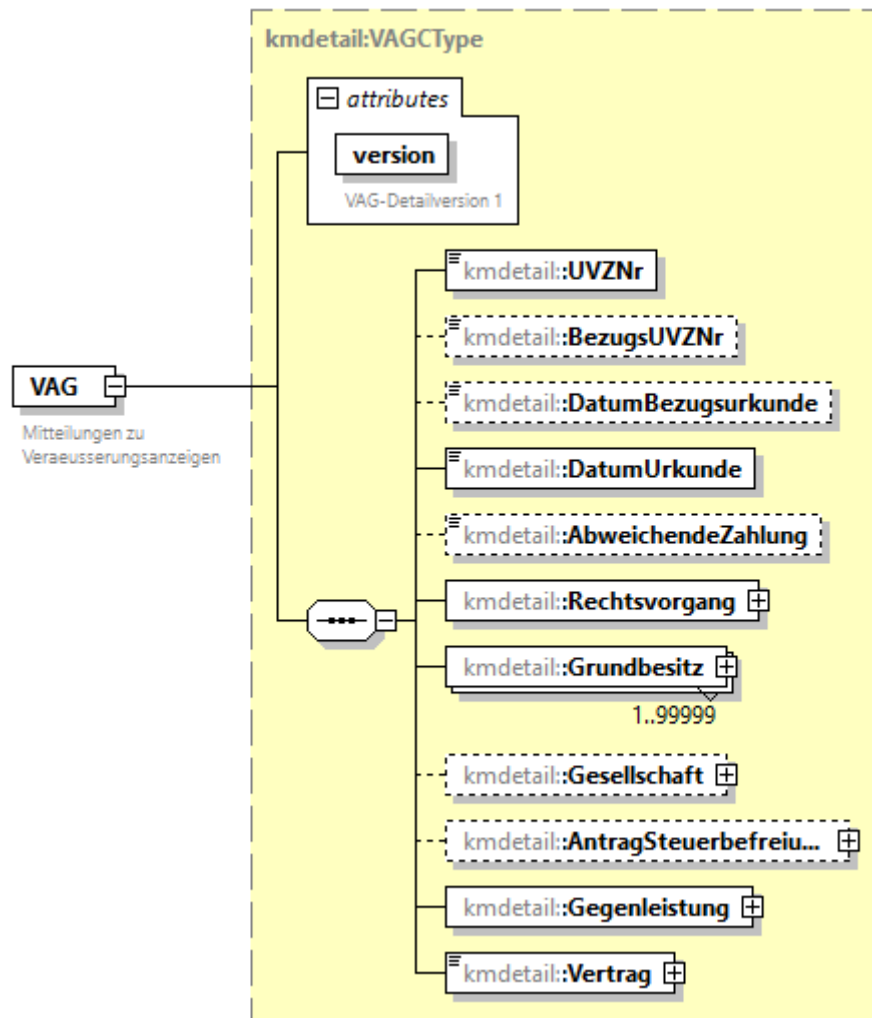 kmdetail:VAGCType
attributes
version
VAG-Detailversion 1
kmdetail::UVZNr
kmdetail::BezugsUVZNr
kmdetail::DatumBezugsurkunde
VAG
Mitteilungen zu
Veraeusserungsanzeigen
kmdetail::DatumUrkunde
kmdetail::AbweichendeZahlung
kmdetail::Rechtsvorgang
kmdetail::Grundbesitz
1..99999
kmdetail::Gesellschaft
kmdetail::AntragSteuerbefreiu...
kmdetail::Gegenleistung
kmdetail::Vertrag